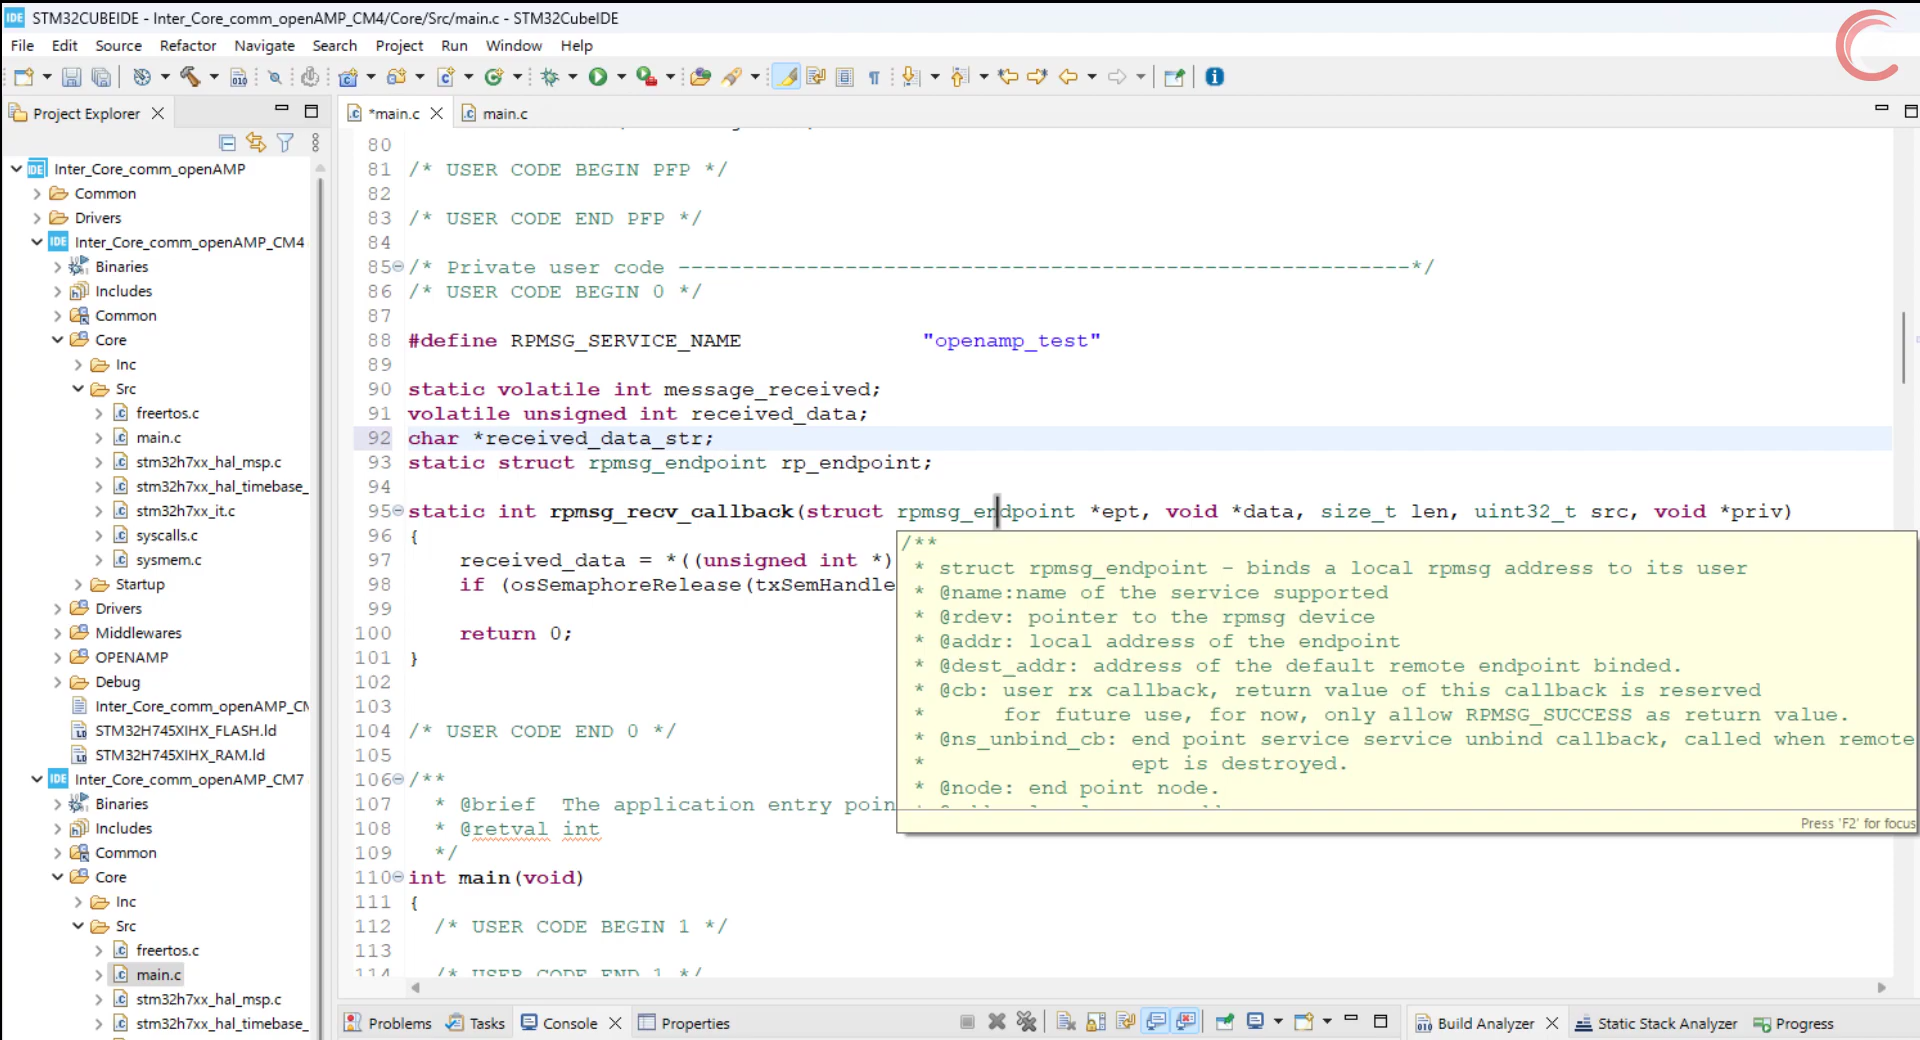 IDE STM32CUBEIDE - Inter_Core_comm_openAMP_CM4/Core/Src/main.c - STM32CubeIDE
File Edit Source Refactor Navigate Search Project Run Window Help
Project Explorer
*main.c
main.c
IDE Inter_Core_comm_openAMP
Common
Drivers
IDE Inter_Core_comm_openAMP_CM4
Binaries
Includes
Common
Core
Inc
Src
freertos.c
main.c
stm32h7xx_hal_msp.c
stm32h7xx_hal_timebase_
stm32h7xx_it.c
syscalls.c
sysmem.c
Startup
Drivers
Middlewares
OPENAMP
Debug
Inter_Core_comm_openAMP_CM
STM32H745XIHX_FLASH.ld
STM32H745XIHX_RAM.ld
IDE Inter_Core_comm_openAMP_CM7
Binaries
Includes
Common
Core
Inc
Src
freertos.c
main.c
stm32h7xx_hal_msp.c
stm32h7xx_hal_timebase_
80
81 /* USER CODE BEGIN PFP */
82
83 /* USER CODE END PFP */
84
85 /* Private user code ---------------------------------------------------------*/
86 /* USER CODE BEGIN 0 */
87
88 #define RPMSG_SERVICE_NAME "openamp_test"
89
90 static volatile int message_received;
91 volatile unsigned int received_data;
92 char *received_data_str;
93 static struct rpmsg_endpoint rp_endpoint;
94
95 static int rpmsg_recv_callback(struct rpmsg_endpoint *ept, void *data, size_t len, uint32_t src, void *priv)
96 {
97 received_data = *((unsigned int *)
98 if (osSemaphoreRelease(txSemHandle
99
100 return 0;
101 }
102
103
104 /* USER CODE END 0 */
105
106 /**
107 * @brief The application entry poin
108 * @retval int
109 */
110 int main(void)
111 {
112 /* USER CODE BEGIN 1 */
113
114 /* USER CODE END 1 */
/**
* struct rpmsg_endpoint - binds a local rpmsg address to its user
* @name:name of the service supported
* @rdev: pointer to the rpmsg device
* @addr: local address of the endpoint
* @dest_addr: address of the default remote endpoint binded.
* @cb: user rx callback, return value of this callback is reserved
* for future use, for now, only allow RPMSG_SUCCESS as return value.
* @ns_unbind_cb: end point service service unbind callback, called when remote
* ept is destroyed.
* @node: end point node.
Press 'F2' for focus
Problems Tasks Console Properties
Build Analyzer Static Stack Analyzer Progress